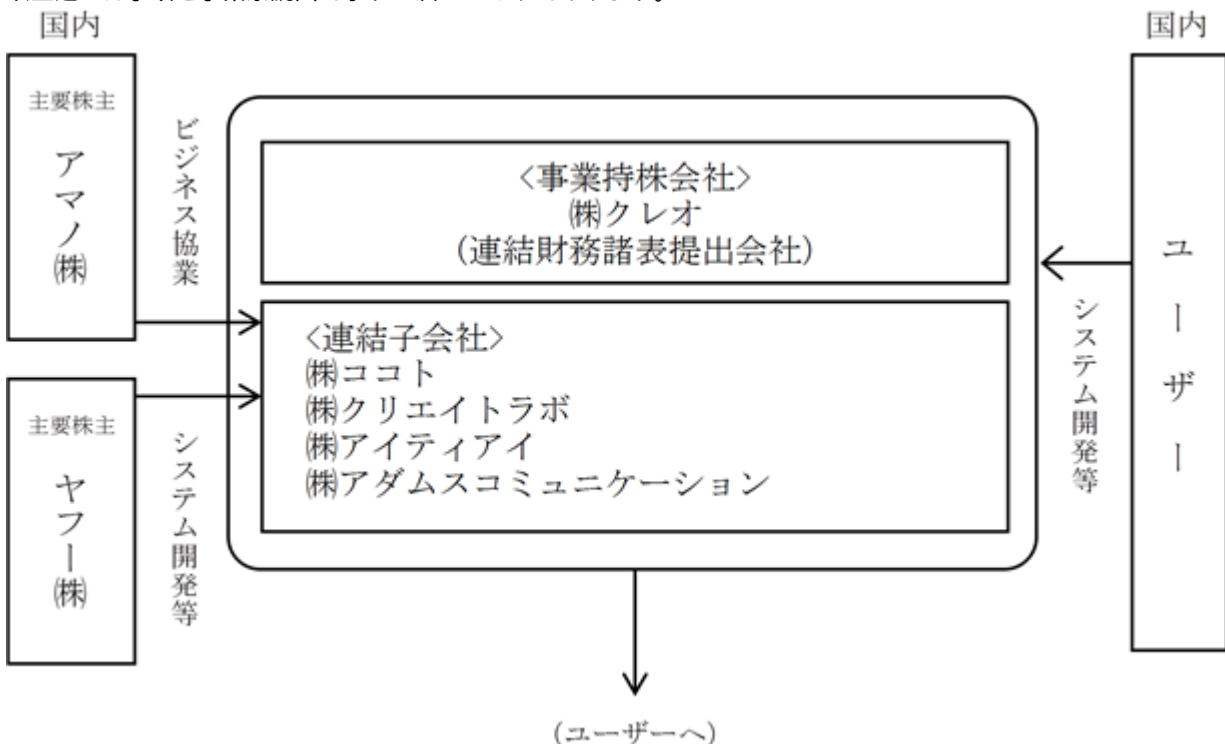 国内
主要株主
アマノ㈱
ビジネス協業
主要株主
ヤフー㈱
システム開発等
<事業持株会社>
㈱クレオ
(連結財務諸表提出会社)
<連結子会社>
㈱ココト
㈱クリエイトラボ
㈱アイティアイ
㈱アダムスコミュニケーション
国内
ユーザー
システム開発等
(ユーザーへ)